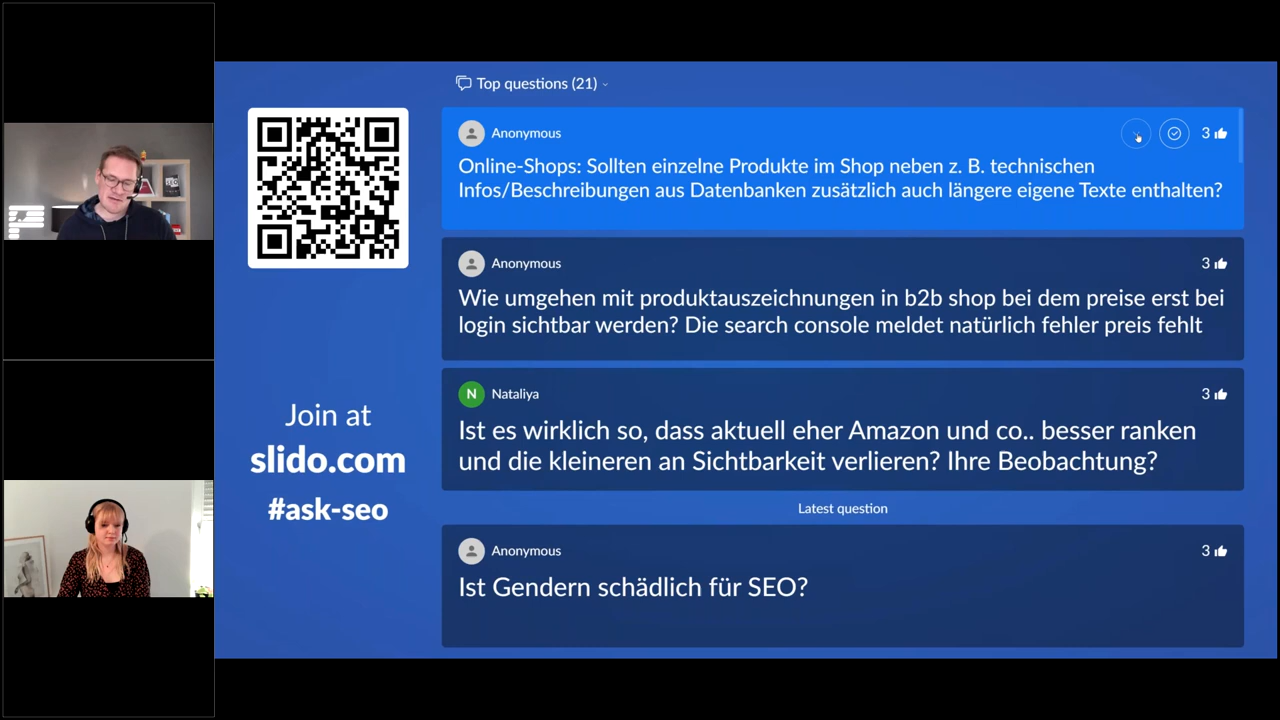 Top questions (21)
Anonymous
3
Online-Shops: Sollten einzelne Produkte im Shop neben z. B. technischen
Infos/Beschreibungen aus Datenbanken zusätzlich auch längere eigene Texte enthalten?
Anonymous
3
Wie umgehen mit produktauszeichnungen in b2b shop bei dem preise erst bei
login sichtbar werden? Die search console meldet natürlich fehler preis fehlt
N
Nataliya
3
Ist es wirklich so, dass aktuell eher Amazon und co.. besser ranken
und die kleineren an Sichtbarkeit verlieren? Ihre Beobachtung?
Latest question
Anonymous
3
Ist Gendern schädlich für SEO?
Join at
slido.com
#ask-seo